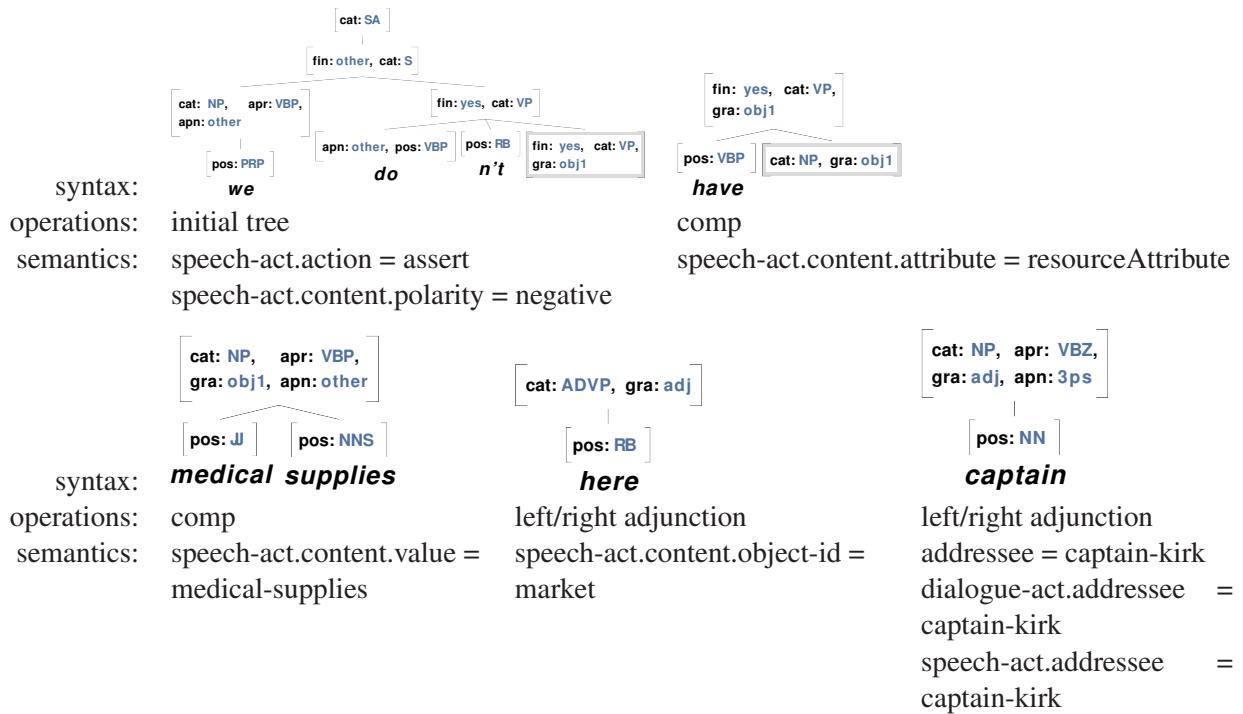 cat: SA
fin: other, cat: S
cat: NP, apr: VBP,
apn: other
fin: yes, cat: VP
fin: yes, cat: VP,
gra: obj1
pos: PRP
apn: other, pos: VBP
pos: RB
fin: yes, cat: VP,
gra: obj1
pos: VBP
cat: NP, gra: obj1
we
do
n't
have
syntax:
operations: initial tree comp
semantics: speech-act.action = assert speech-act.content.attribute = resourceAttribute
speech-act.content.polarity = negative
cat: NP, apr: VBP,
gra: obj1, apn: other
cat: ADVP, gra: adj
cat: NP, apr: VBZ,
gra: adj, apn: 3ps
pos: JJ
pos: NNS
pos: RB
pos: NN
medical supplies
here
captain
syntax:
operations: comp left/right adjunction left/right adjunction
semantics: speech-act.content.value = speech-act.content.object-id = addressee = captain-kirk
medical-supplies market dialogue-act.addressee =
captain-kirk
speech-act.addressee =
captain-kirk